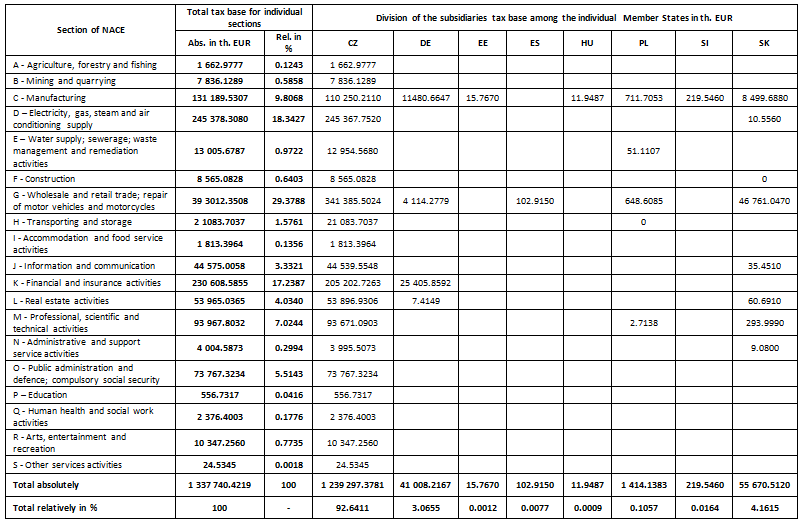 Section of NACE Total tax base for individual sections Division of the subsidiaries tax base among the individual Member States in th. EUR
Abs. in th. EUR Rel. in % CZ DE EE ES HU PL SI SK
A - Agriculture, forestry and fishing 1 662.9777 0.1243 1 662.9777
B - Mining and quarrying 7 836.1289 0.5858 7 836.1289
C - Manufacturing 131 189.5307 9.8068 110 250.2110 11480.6647 15.7670 11.9487 711.7053 219.5460 8 499.6880
D – Electricity, gas, steam and air
conditioning supply 245 378.3080 18.3427 245 367.7520 10.5560
E – Water supply; sewerage; waste
management and remediation
activities 13 005.6787 0.9722 12 954.5680 51.1107
F - Construction 8 565.0828 0.6403 8 565.0828 0
G - Wholesale and retail trade; repair
of motor vehicles and motorcycles 39 3012.3508 29.3788 341 385.5024 4 114.2779 102.9150 648.6085 46 761.0470
H - Transporting and storage 2 1083.7037 1.5761 21 083.7037 0
I - Accommodation and food service
activities 1 813.3964 0.1356 1 813.3964
J - Information and communication 44 575.0058 3.3321 44 539.5548 35.4510
K - Financial and insurance activities 230 608.5855 17.2387 205 202.7263 25 405.8592
L - Real estate activities 53 965.0365 4.0340 53 896.9306 7.4149 60.6910
M - Professional, scientific and
technical activities 93 967.8032 7.0244 93 671.0903 2.7138 293.9990
N - Administrative and support
service activities 4 004.5873 0.2994 3 995.5073 9.0800
O - Public administration and
defence; compulsory social security 73 767.3234 5.5143 73 767.3234
P – Education 556.7317 0.0416 556.7317
Q - Human health and social work
activities 2 376.4003 0.1776 2 376.4003
R - Arts, entertainment and
recreation 10 347.2560 0.7735 10 347.2560
S - Other services activities 24.5345 0.0018 24.5345
Total absolutely 1 337 740.4219 100 1 239 297.3781 41 008.2167 15.7670 102.9150 11.9487 1 414.1383 219.5460 55 670.5120
Total relatively in % 100 - 92.6411 3.0655 0.0012 0.0077 0.0009 0.1057 0.0164 4.1615